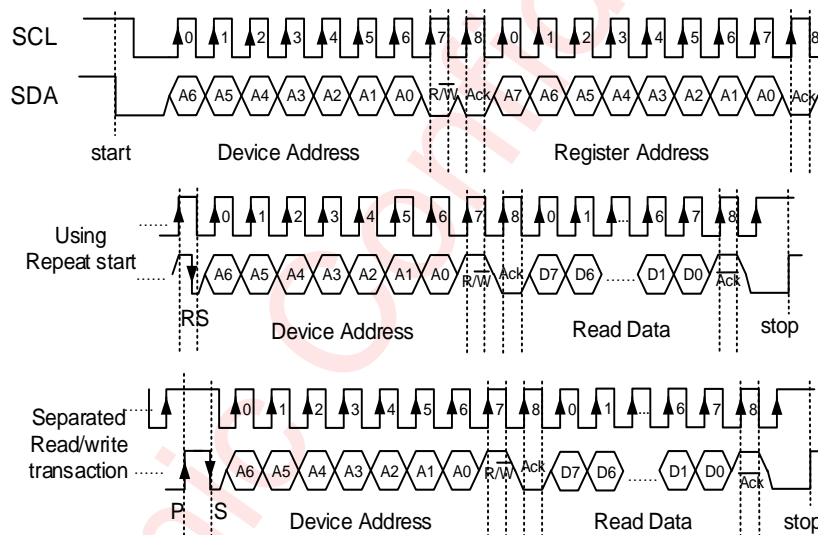 SCL 0 1 2 3 4 5 6 7 8 0 1 2 3 4 5 6 7 8
SDA A6 A5 A4 A3 A2 A1 A0 R/W Ack A7 A6 A5 A4 A3 A2 A1 A0 Ack
start Device Address Register Address
0 1 2 3 4 5 6 7 8 0 1 ... 6 7 8
Using
Repeat start
A6 A5 A4 A3 A2 A1 A0 R/W Ack D7 D6 ...... D1 D0 Ack
RS Device Address Read Data stop
0 1 2 3 4 5 6 7 8 0 1 ... 6 7 8
Separated
Read/write
transaction
A6 A5 A4 A3 A2 A1 A0 R/W Ack D7 D6 ...... D1 D0 Ack
P S Device Address Read Data stop